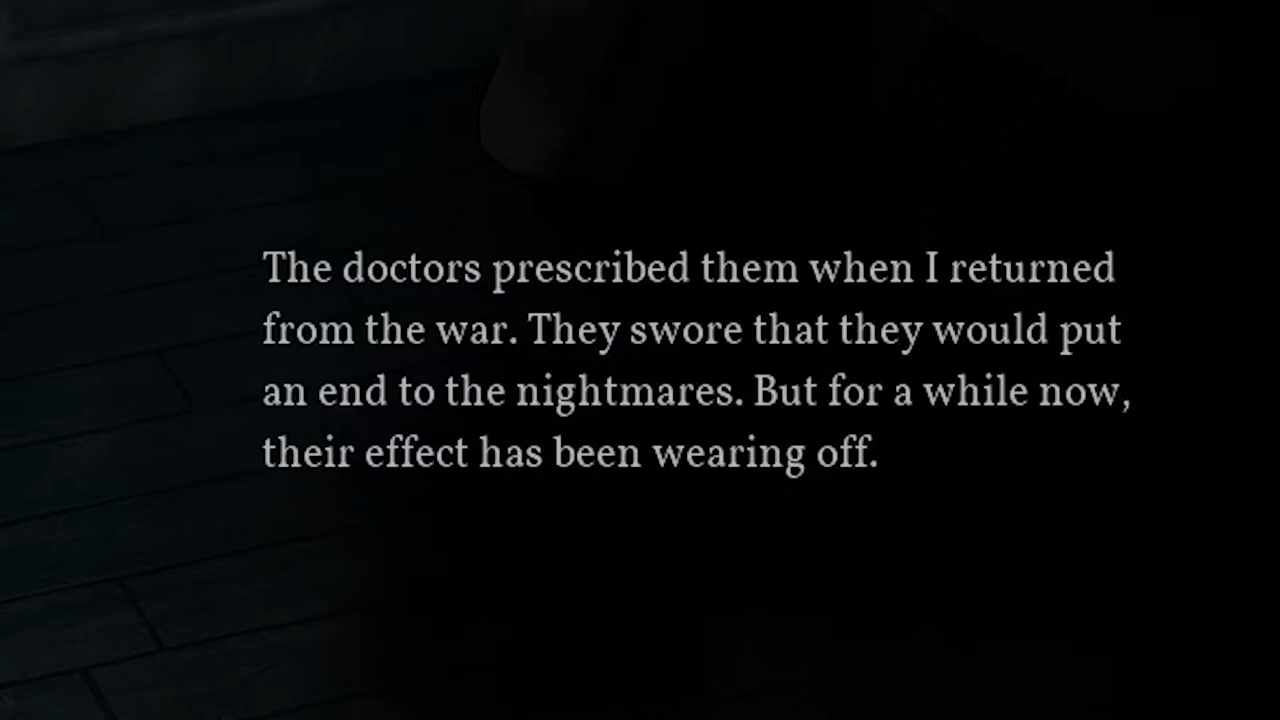 The doctors prescribed them when I returned
from the war. They swore that they would put
an end to the nightmares. But for a while now,
their effect has been wearing off.